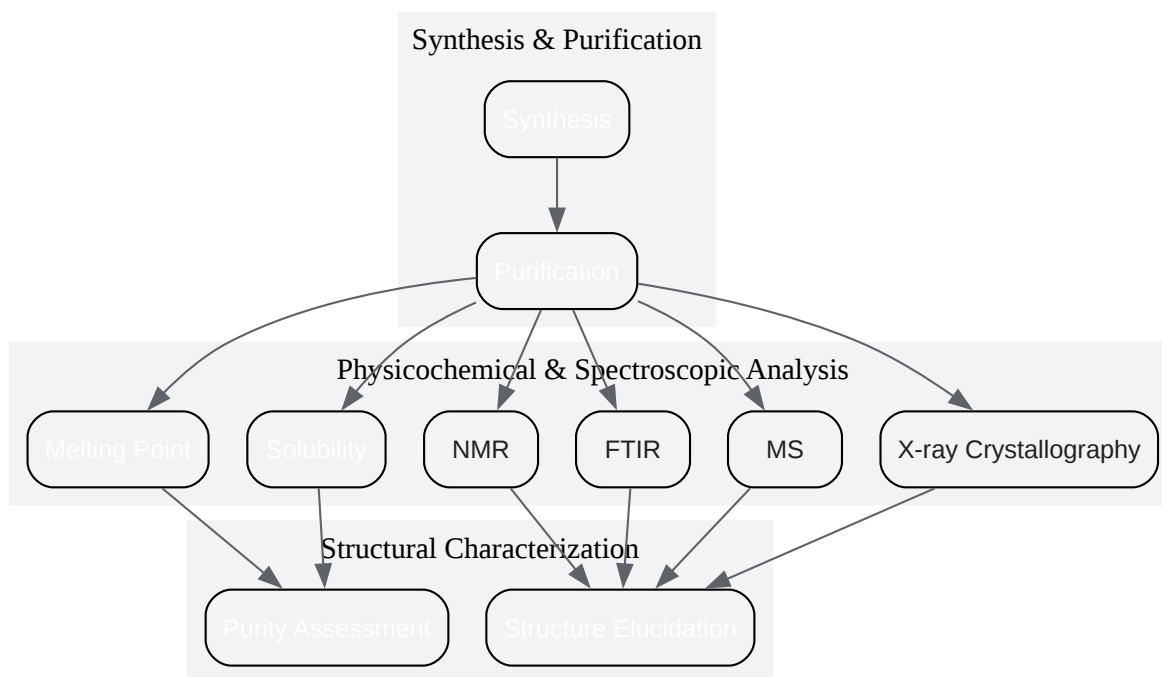 Synthesis & Purification
Synthesis
Purification
Physicochemical & Spectroscopic Analysis
Melting Point
Solubility
NMR
FTIR
MS
X-ray Crystallography
Structural Characterization
Purity Assessment
Structure Elucidation